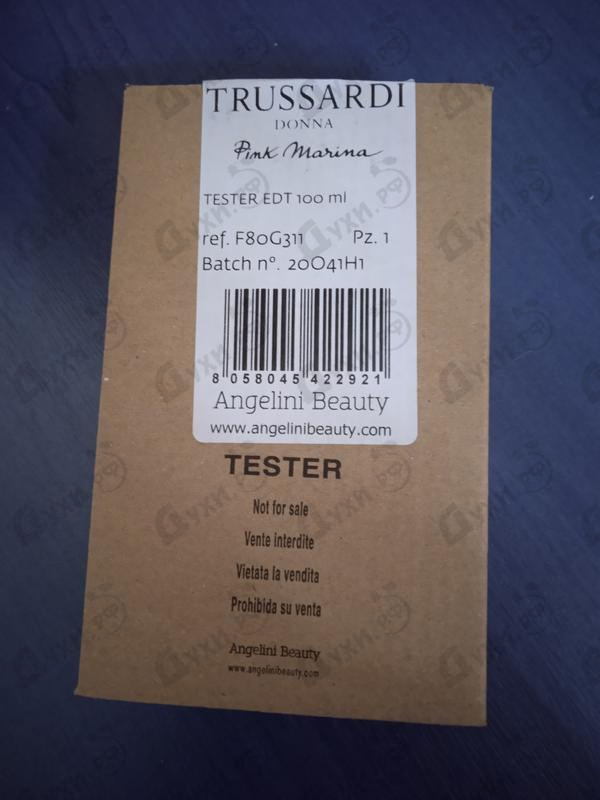 TRUSSARDI
DONNA
Pink Marina
TESTER EDT 100 ml
ref. F80G311 Pz. 1
Batch n°. 20O41H1
8 058045 422921
Angelini Beauty
www.angelinibeauty.com
TESTER
Not for sale
Vente interdite
Vietata la vendita
Prohibida su venta
Angelini Beauty
www.angelinibeauty.com
Духи.рф